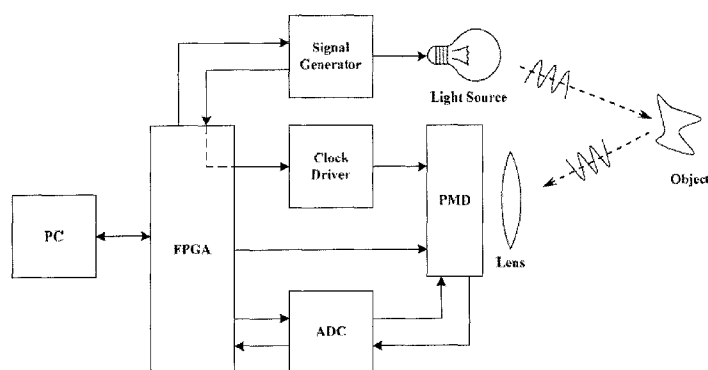 Signal
Generator
Light Source
Clock
Driver
PMD
Object
PC
FPGA
Lens
ADC